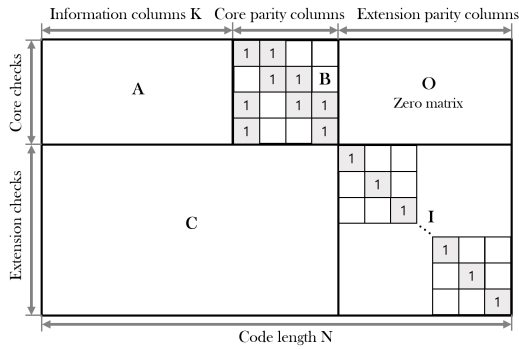 Information columns K Core parity columns Extension parity columns
Core checks
A
1 1
1 1 B
1 1 1
1 1
O
Zero matrix
Extension checks
C
1
1
1
I
1
1
1
Code length N